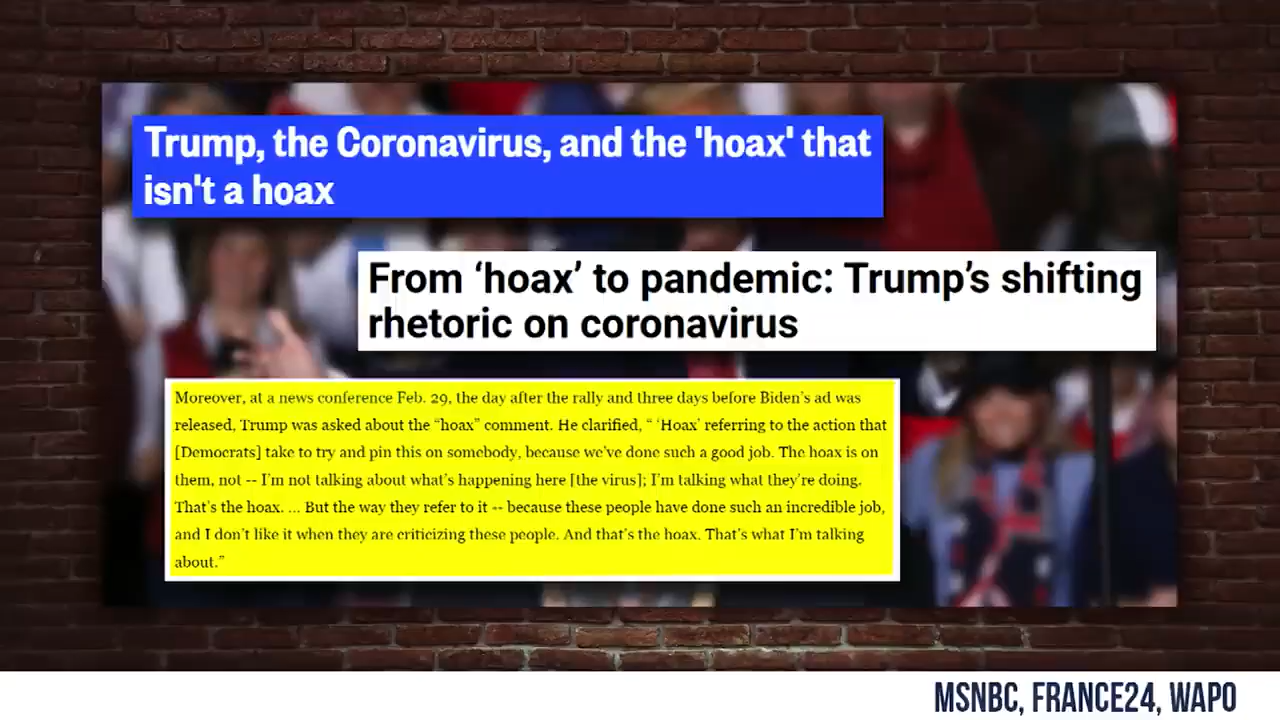 Trump, the Coronavirus, and the 'hoax' that
isn't a hoax
From ‘hoax’ to pandemic: Trump’s shifting
rhetoric on coronavirus
Moreover, at a news conference Feb. 29, the day after the rally and three days before Biden’s ad was
released, Trump was asked about the “hoax” comment. He clarified, “ ‘Hoax’ referring to the action that
[Democrats] take to try and pin this on somebody, because we’ve done such a good job. The hoax is on
them, not -- I’m not talking about what’s happening here [the virus]; I’m talking what they’re doing.
That’s the hoax. ... But the way they refer to it -- because these people have done such an incredible job,
and I don’t like it when they are criticizing these people. And that’s the hoax. That’s what I’m talking
about.”
MSNBC, FRANCE24, WAPO